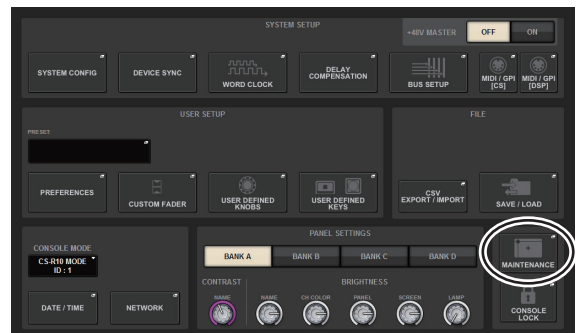 SYSTEM SETUP
+48V MASTER
OFF
ON
SYSTEM CONFIG
DEVICE SYNC
WORD CLOCK
DELAY
COMPENSATION
BUS SETUP
MIDI / GPI
[CS]
MIDI / GPI
[DSP]
USER SETUP
PRESET
PREFERENCES
CUSTOM FADER
USER DEFINED
KNOBS
USER DEFINED
KEYS
FILE
CSV
EXPORT / IMPORT
SAVE / LOAD
CONSOLE MODE
CS-R10 MODE
ID : 1
DATE / TIME
NETWORK
PANEL SETTINGS
BANK A
BANK B
BANK C
BANK D
CONTRAST
BRIGHTNESS
NAME
NAME
CH COLOR
PANEL
SCREEN
LAMP
MAINTENANCE
CONSOLE
LOCK